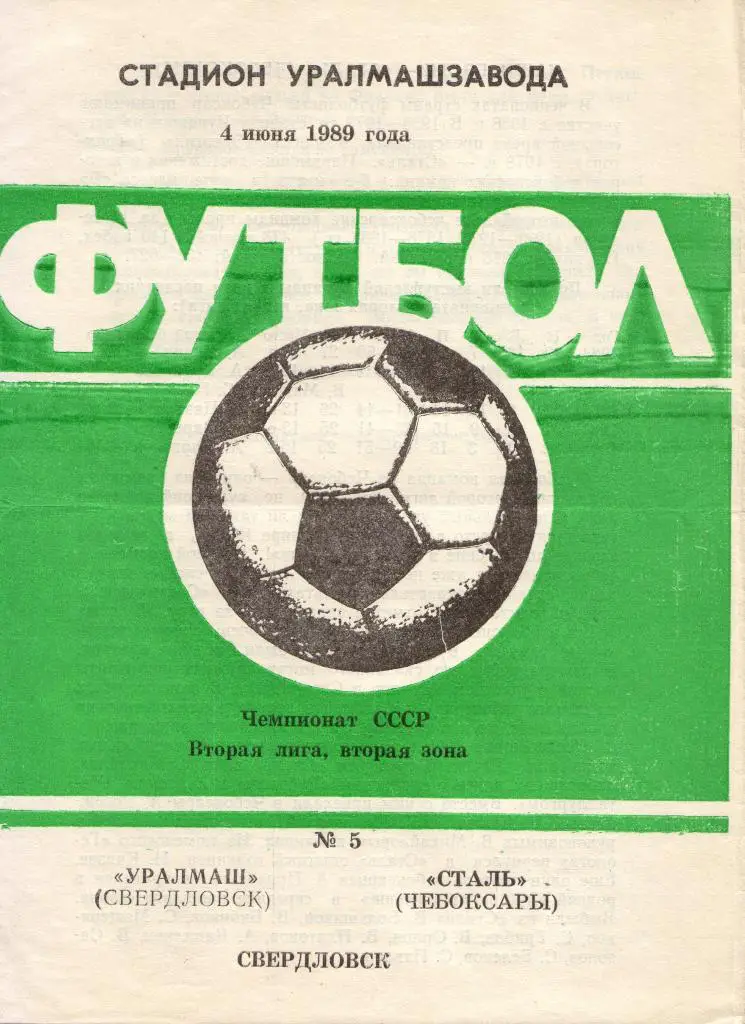 СТАДИОН УРАЛМАШЗАВОДА
4 июня 1989 года
ФУТБОЛ
Чемпионат СССР
Вторая лига, вторая зона
№ 5
«УРАЛМАШ»
(СВЕРДЛОВСК)
«СТАЛЬ»
(ЧЕБОКСАРЫ)
СВЕРДЛОВСК